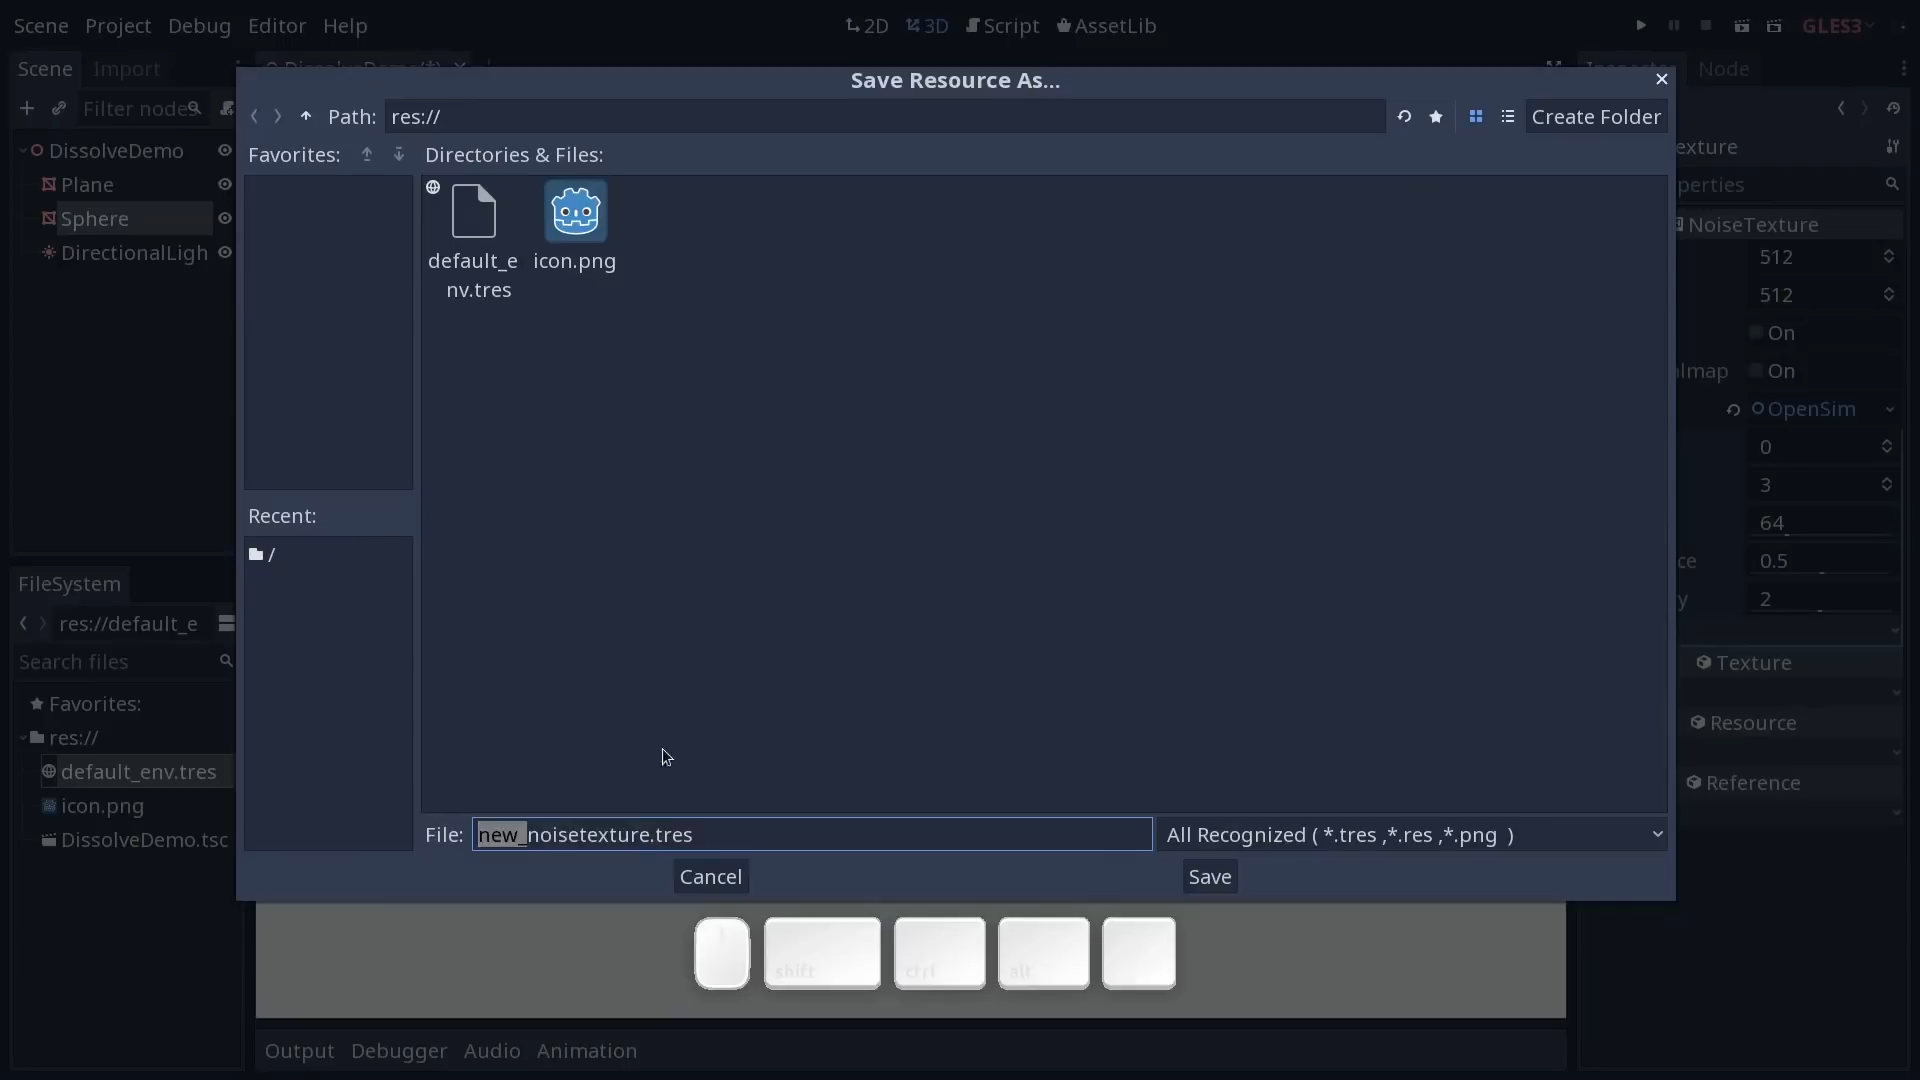 Scene Project Debug Editor Help
2D 3D Script AssetLib
GLES3
Scene Import
Node
Save Resource As...
Filter nodes
Path: res://
Create Folder
Favorites:
Directories & Files:
DissolveDemo
Plane
Sphere
DirectionalLigh
default_e
nv.tres
icon.png
exture
perties
NoiseTexture
512
512
On
lmap On
OpenSim
0
3
64
ce 0.5
y 2
Texture
Resource
Reference
Recent:
/
FileSystem
res://default_e
Search files
Favorites:
res://
default_env.tres
icon.png
DissolveDemo.tsc
File: new_noisetexture.tres
All Recognized ( *.tres ,*.res ,*.png )
Cancel
Save
shift ctrl alt
Output Debugger Audio Animation